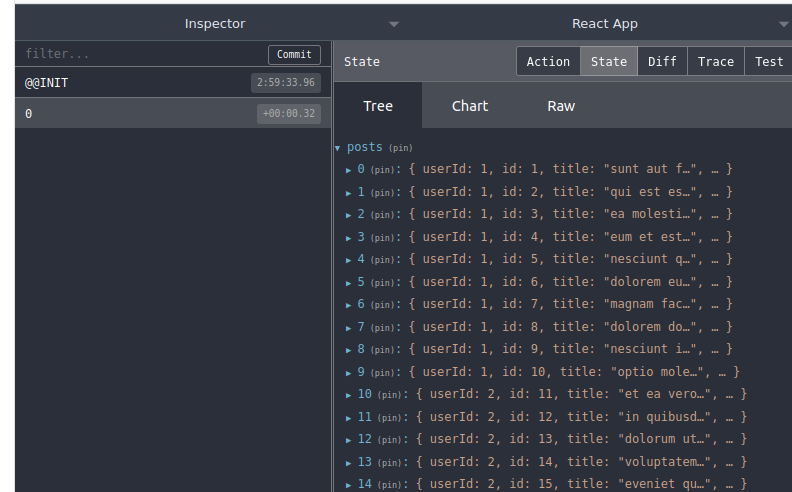 Inspector
React App
filter...
Commit
@@INIT
2:59:33.96
0
+00:00.32
State
Action
State
Diff
Trace
Test
Tree
Chart
Raw
posts (pin)
0 (pin): { userId: 1, id: 1, title: "sunt aut f…", … }
1 (pin): { userId: 1, id: 2, title: "qui est es…", … }
2 (pin): { userId: 1, id: 3, title: "ea molesti…", … }
3 (pin): { userId: 1, id: 4, title: "eum et est…", … }
4 (pin): { userId: 1, id: 5, title: "nesciunt q…", … }
5 (pin): { userId: 1, id: 6, title: "dolorem eu…", … }
6 (pin): { userId: 1, id: 7, title: "magnam fac…", … }
7 (pin): { userId: 1, id: 8, title: "dolorem do…", … }
8 (pin): { userId: 1, id: 9, title: "nesciunt i…", … }
9 (pin): { userId: 1, id: 10, title: "optio mole…", … }
10 (pin): { userId: 2, id: 11, title: "et ea vero…", … }
11 (pin): { userId: 2, id: 12, title: "in quibusd…", … }
12 (pin): { userId: 2, id: 13, title: "dolorum ut…", … }
13 (pin): { userId: 2, id: 14, title: "voluptatem…", … }
14 (pin): { userId: 2, id: 15, title: "eveniet qu…", … }